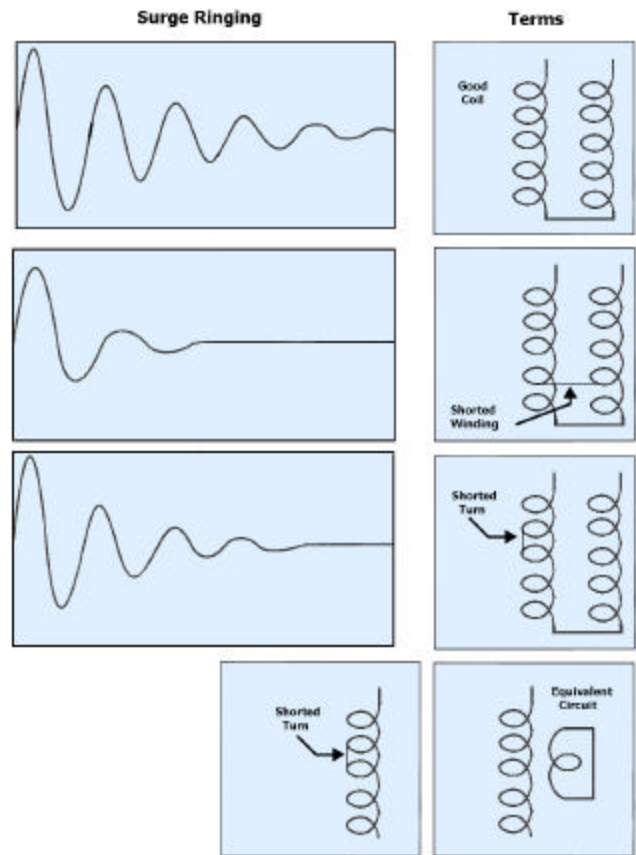 Surge Ringing
Terms
Good
Coil
Shorted
Winding
Shorted
Turn
Shorted
Turn
Equivalent
Circuit